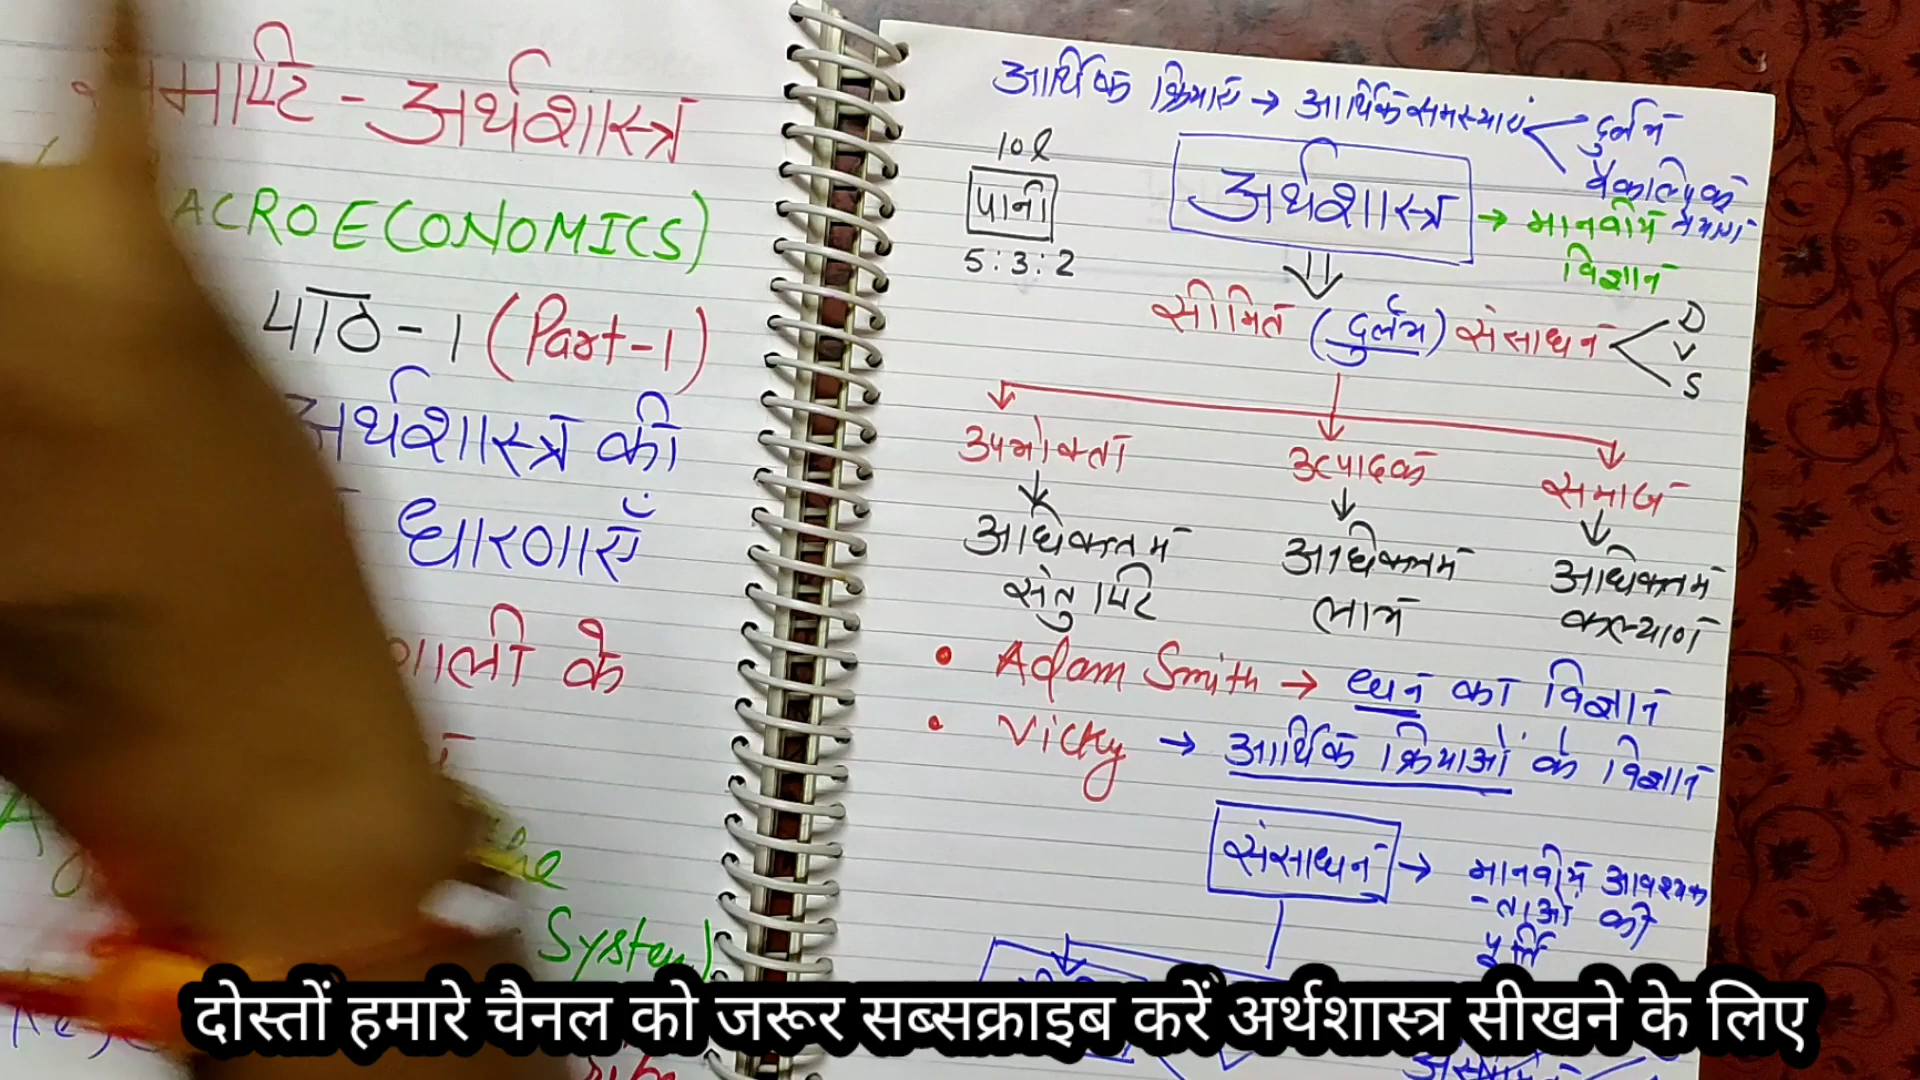 समष्टि - अर्थशास्त्र
ACROECONOMICS)
पाठ-1 (Part-1)
अर्थशास्त्र की
धारणाएँ
णाली के
System)
आर्थिक क्रियाएं → आर्थिक समस्याएं
दुर्लभ
वैकल्पिक
10 l
पानी
5:3:2
अर्थशास्त्र → मानवीय
विज्ञान
सीमित (दुर्लभ) संसाधन
D
V
S
उपभोक्ता उत्पादक समाज
अधिकतम संतुष्टि
अधिकतम लाभ
अधिकतम कल्याण
• Adam Smith → धन का विज्ञान
• Vicky → आर्थिक क्रियाओं के विज्ञान
संसाधन → मानवीय आवश्यक
-ताओं की
पूर्ति
दोस्तों हमारे चैनल को जरूर सब्सक्राइब करें अर्थशास्त्र सीखने के लिए